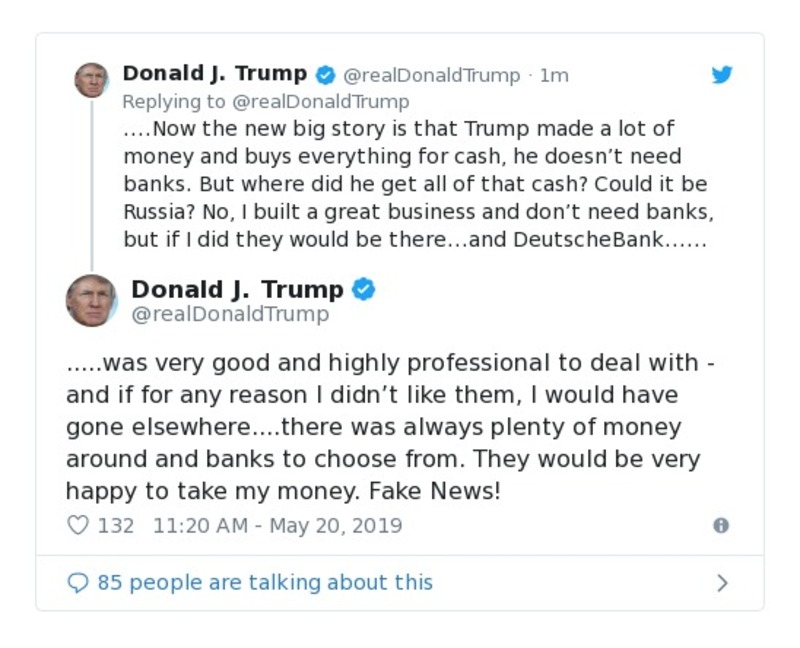 Donald J. Trump @realDonaldTrump · 1m
Replying to @realDonaldTrump
....Now the new big story is that Trump made a lot of
money and buys everything for cash, he doesn’t need
banks. But where did he get all of that cash? Could it be
Russia? No, I built a great business and don’t need banks,
but if I did they would be there...and DeutscheBank......
Donald J. Trump
@realDonaldTrump
.....was very good and highly professional to deal with -
and if for any reason I didn’t like them, I would have
gone elsewhere....there was always plenty of money
around and banks to choose from. They would be very
happy to take my money. Fake News!
132 11:20 AM - May 20, 2019
85 people are talking about this